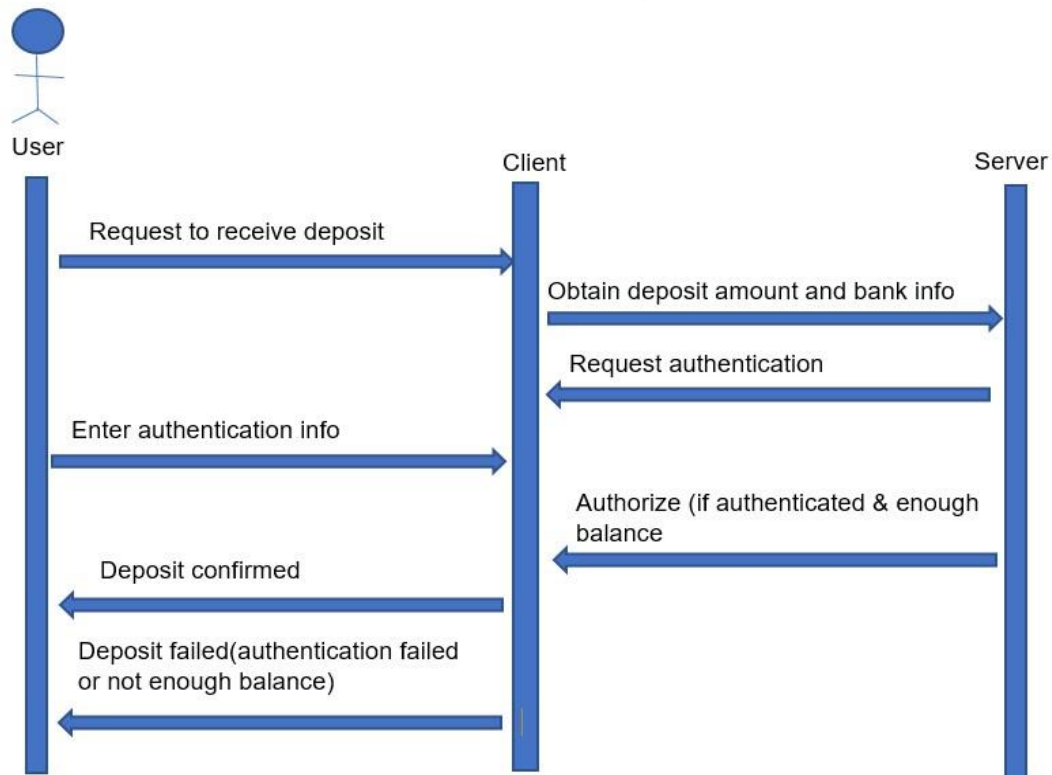 User
Client
Server
Request to receive deposit
Obtain deposit amount and bank info
Request authentication
Enter authentication info
Authorize (if authenticated & enough
balance
Deposit confirmed
Deposit failed(authentication failed
or not enough balance)